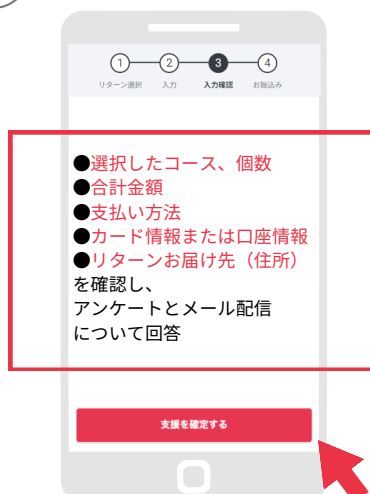 1 2 3 4
リターン選択 入力 入力確認 お振込み
●選択したコース、個数
●合計金額
●支払い方法
●カード情報または口座情報
●リターンお届け先（住所）
を確認し、
アンケートとメール配信
について回答
支援を確定する